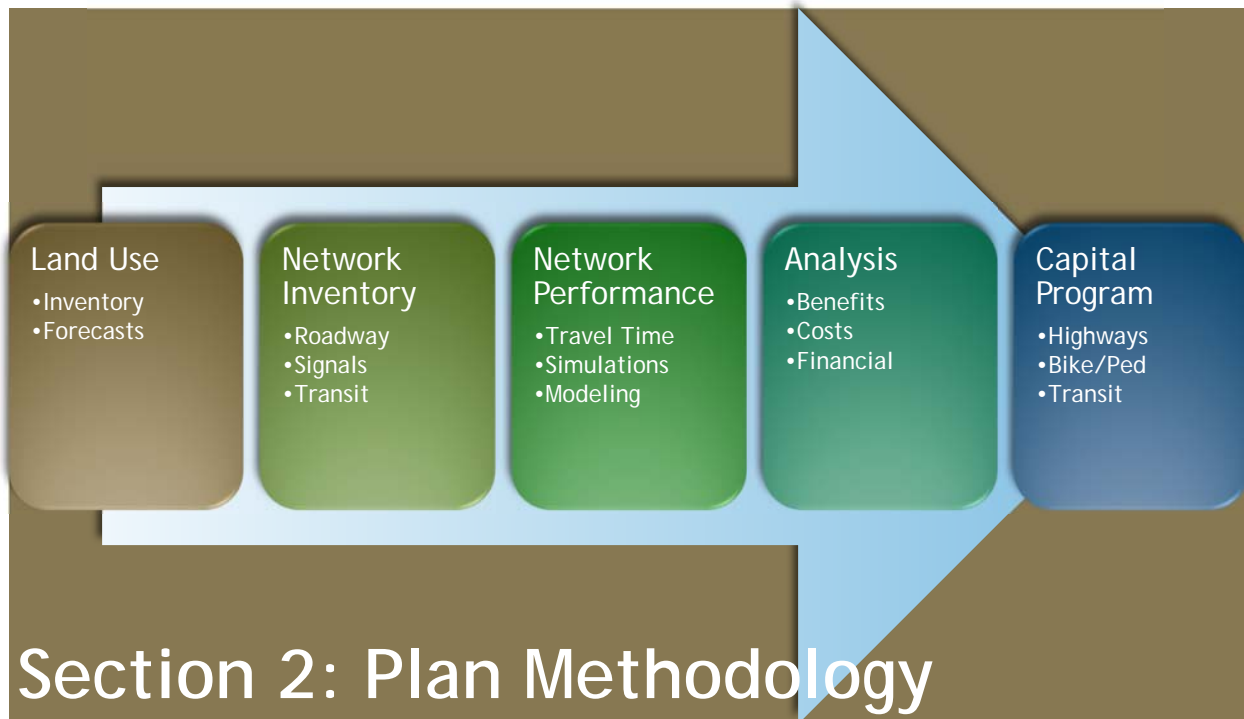 Land Use
•Inventory
•Forecasts
Network
Inventory
•Roadway
•Signals
•Transit
Network
Performance
•Travel Time
•Simulations
•Modeling
Analysis
•Benefits
•Costs
•Financial
Capital
Program
•Highways
•Bike/Ped
•Transit
Section 2: Plan Methodology